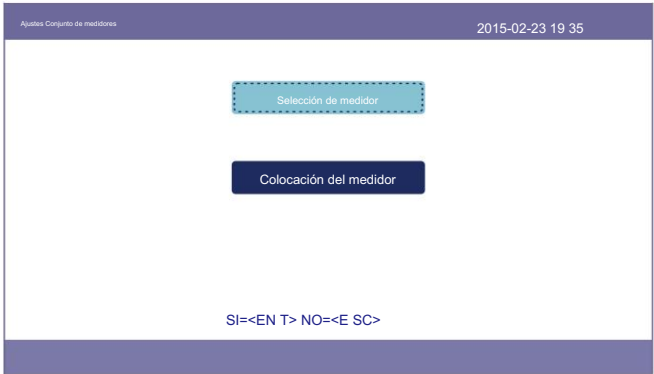 Ajustes Conjunto de medidores
2015-02-23 19 35
Selección de medidor
Colocación del medidor
SI=<EN T> NO=<E SC>